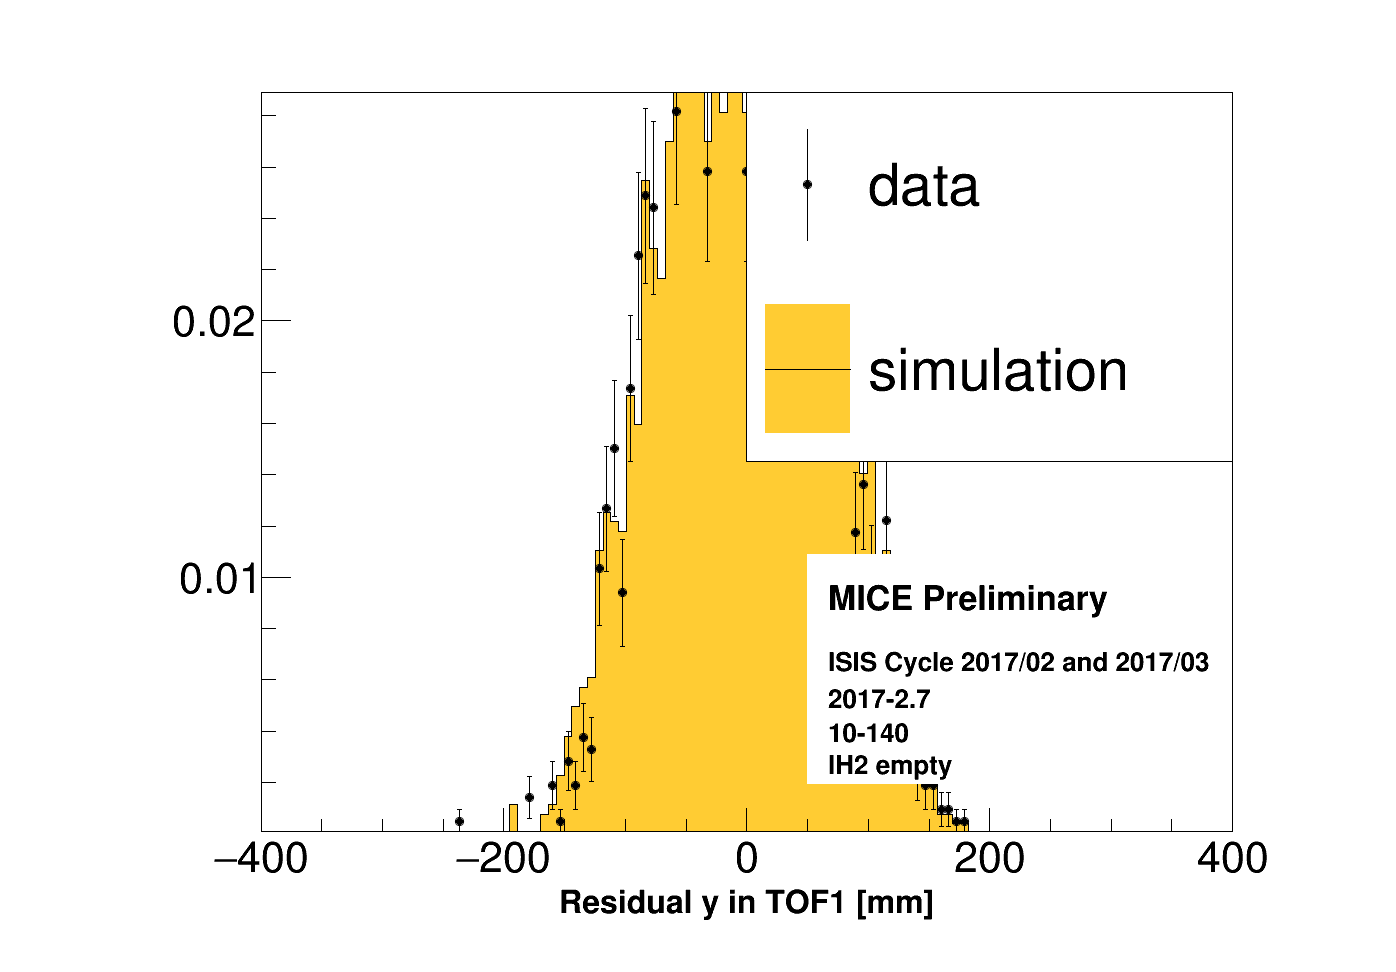 data
simulation
0.02
0.01
MICE Preliminary
ISIS Cycle 2017/02 and 2017/03
2017-2.7
10-140
IH2 empty
−400 −200 0 200 400
Residual y in TOF1 [mm]